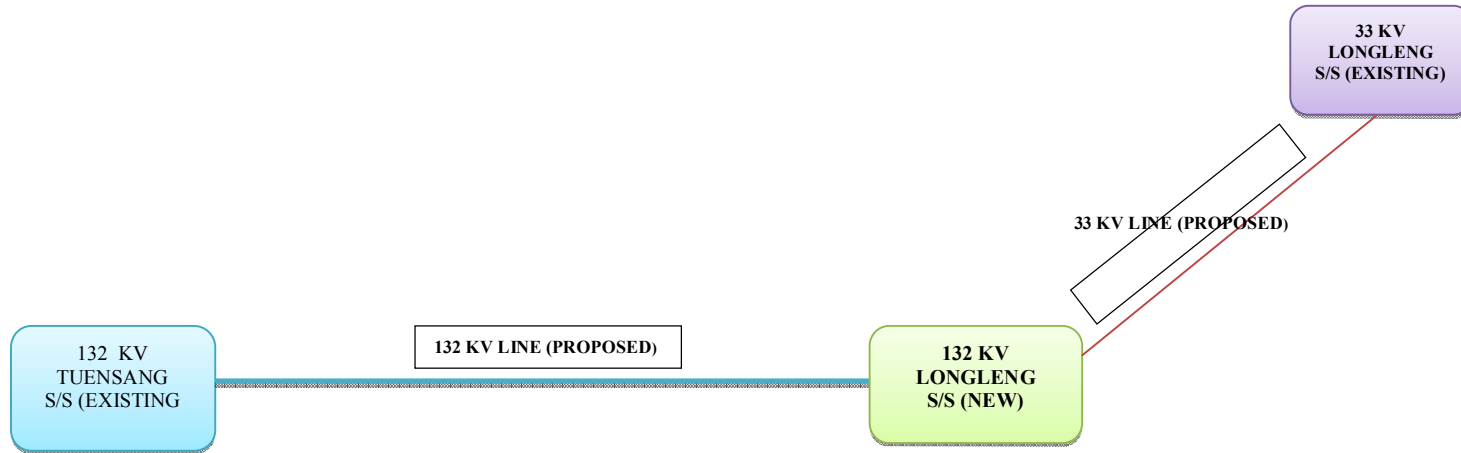 33 KV
LONGLENG
S/S (EXISTING)
33 KV LINE (PROPOSED)
132 KV LINE (PROPOSED)
132 KV
TUENSANG
S/S (EXISTING
132 KV
LONGLENG
S/S (NEW)